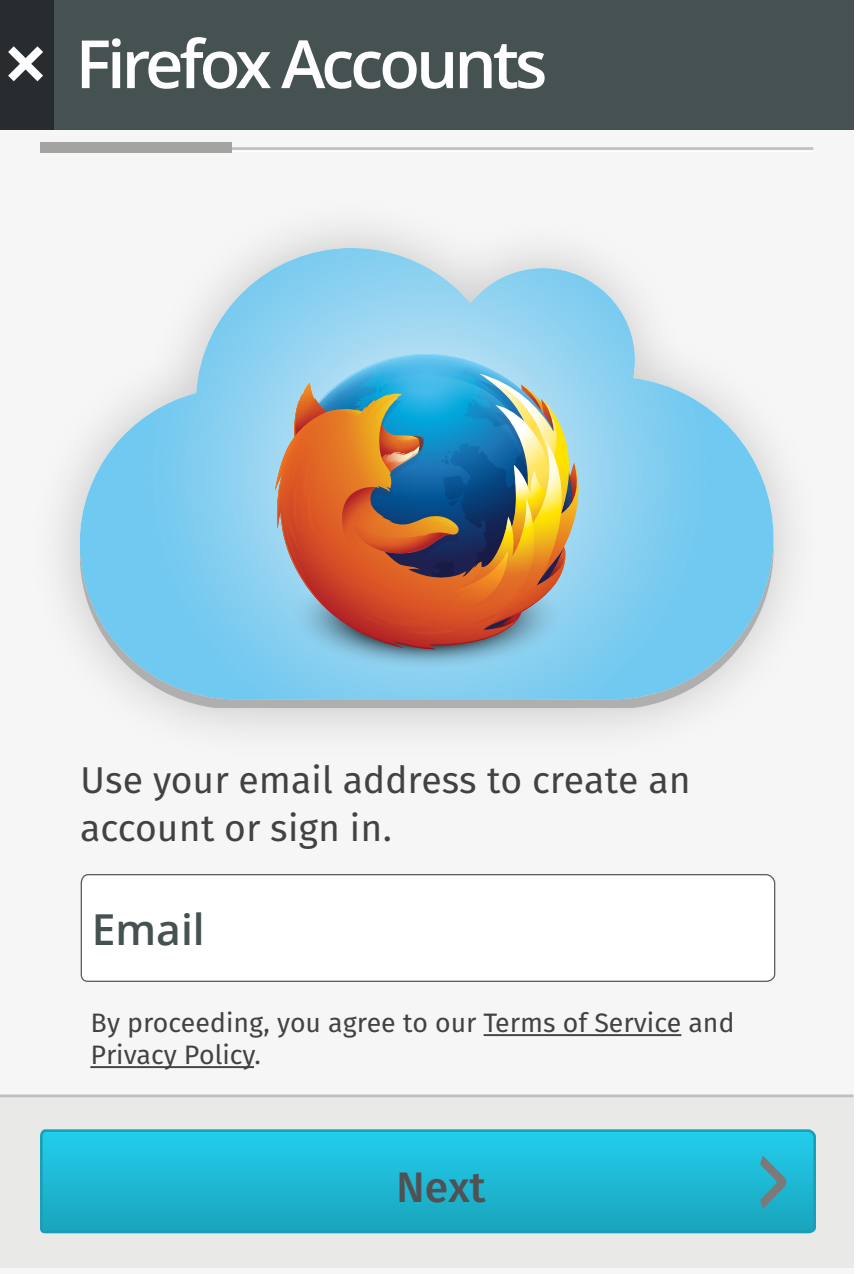 Firefox Accounts
Use your email address to create an
account or sign in.
Email
By proceeding, you agree to our Terms of Service and
Privacy Policy.
Next